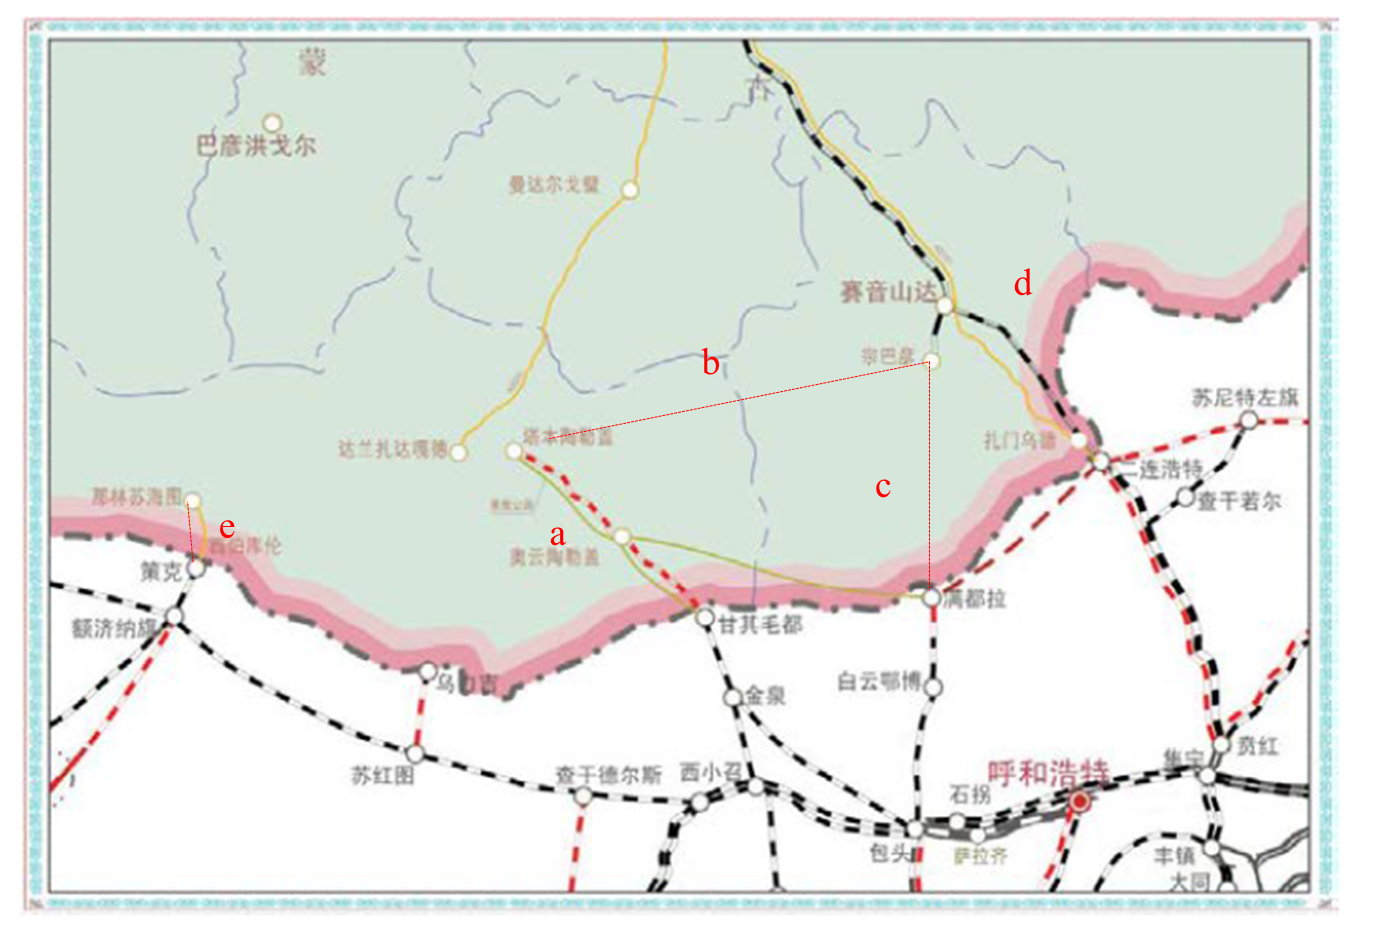 蒙
古
巴彦洪戈尔
曼达尔戈壁
d
赛音山达
宗巴彦
b
苏尼特左旗
达兰扎达嘎德
塔本陶勒盖
扎门乌德
二连浩特
c
查干若尔
那林苏海图
e
西伯库伦
a
奥云陶勒盖
策克
满都拉
额济纳旗
甘其毛都
乌力吉
白云鄂博
金泉
苏红图
查干德尔斯
西小召
呼和浩特
集宁
贲红
石拐
包头
萨拉齐
丰镇
大同